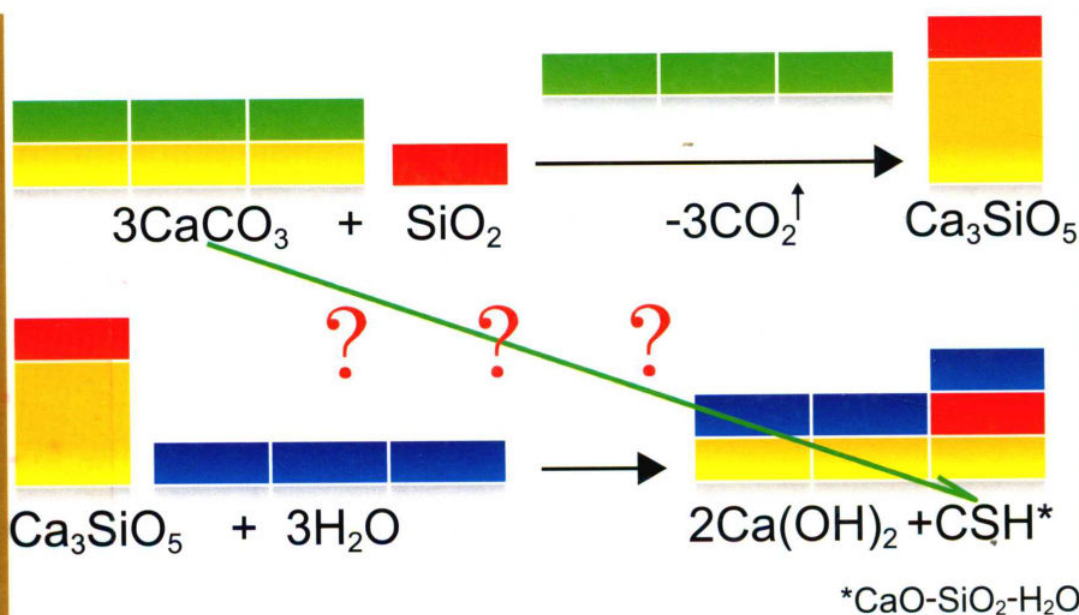 3CaCO₃ + SiO₂ -3CO₂↑ Ca₃SiO₅
? ? ?
Ca₃SiO₅ + 3H₂O 2Ca(OH)₂ +CSH*
*CaO-SiO₂-H₂O